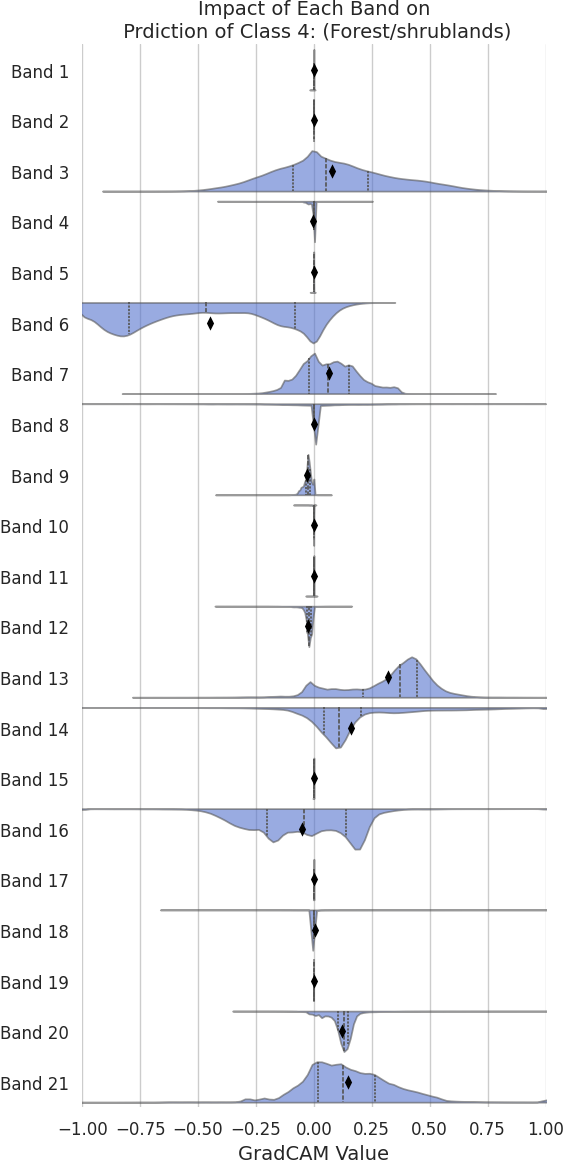 Impact of Each Band on
Prdiction of Class 4: (Forest/shrublands)
Band 1
Band 2
Band 3
Band 4
Band 5
Band 6
Band 7
Band 8
Band 9
Band 10
Band 11
Band 12
Band 13
Band 14
Band 15
Band 16
Band 17
Band 18
Band 19
Band 20
Band 21
−1.00 −0.75 −0.50 −0.25 0.00 0.25 0.50 0.75 1.00
GradCAM Value